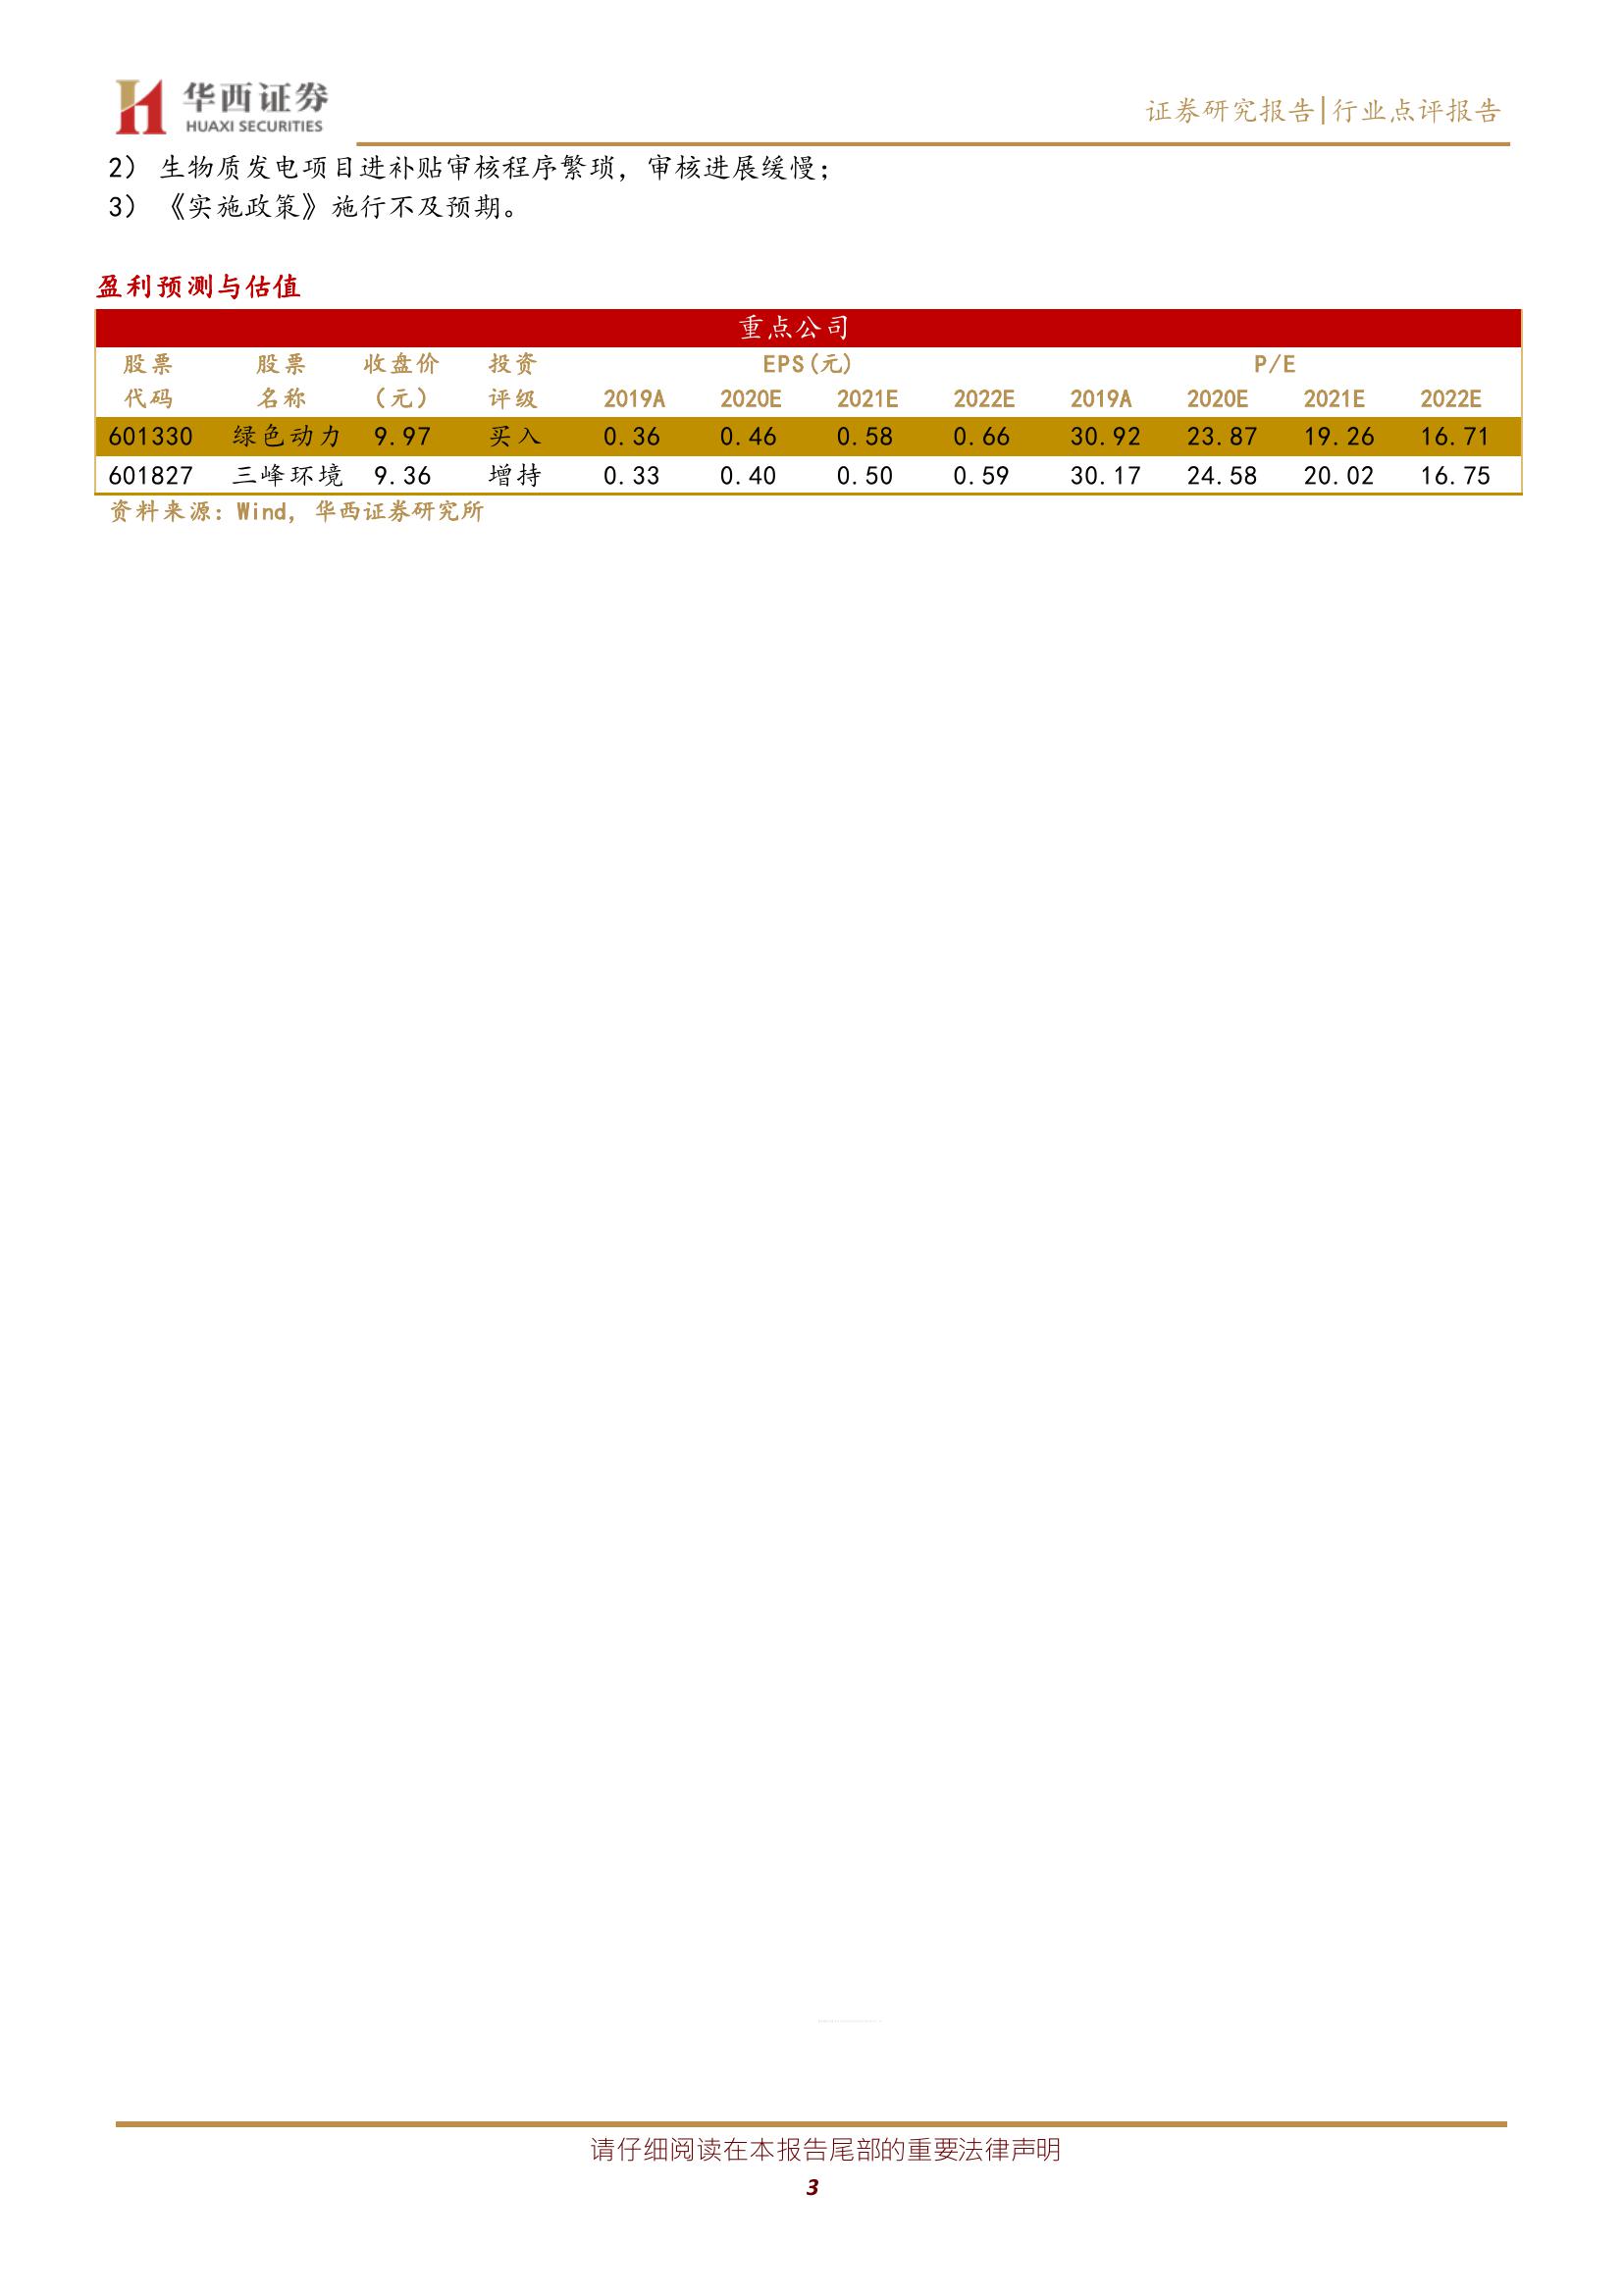 华西证券
HUAXI SECURITIES
证券研究报告|行业点评报告
2） 生物质发电项目进补贴审核程序繁琐，审核进展缓慢；
3） 《实施政策》施行不及预期。
盈利预测与估值
重点公司
股票 股票 收盘价 投资 EPS(元) P/E
代码 名称 （元） 评级 2019A 2020E 2021E 2022E 2019A 2020E 2021E 2022E
601330 绿色动力 9.97 买入 0.36 0.46 0.58 0.66 30.92 23.87 19.26 16.71
601827 三峰环境 9.36 增持 0.33 0.40 0.50 0.59 30.17 24.58 20.02 16.75
资料来源：Wind，华西证券研究所
请仔细阅读在本报告尾部的重要法律声明
3